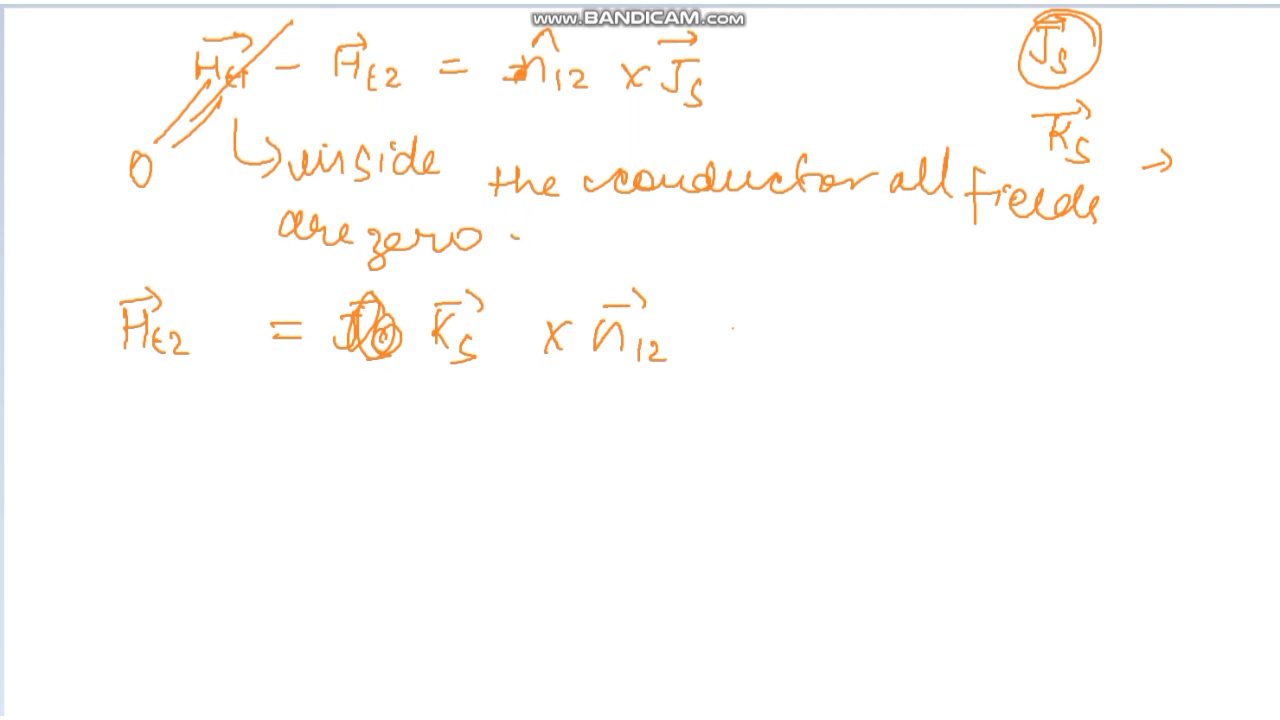 www.BANDICAM.com
H⃗t1 - H⃗t2 = n̂12 × J⃗s
J⃗s
K⃗s
0
↳ inside the conductor all fields →
are zero .
H⃗t2 = K⃗s × n⃗12